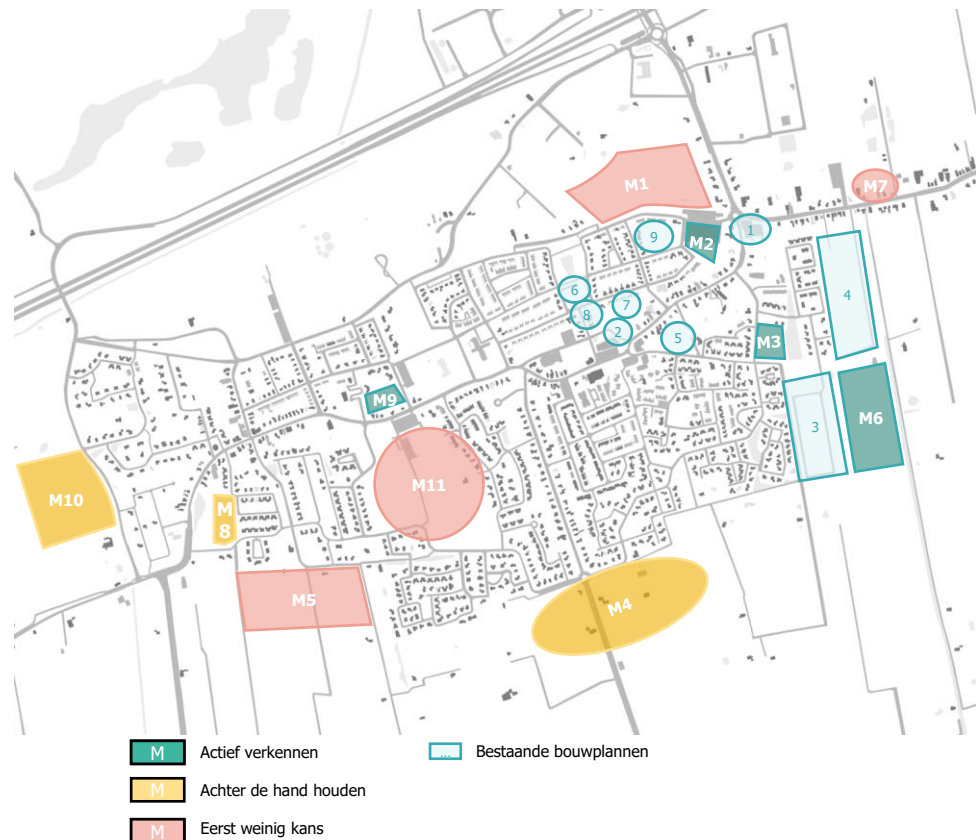 M1
M7
1
M2
9
4
6
7
8
2
5
M3
M9
M6
3
M11
M10
M
8
M5
M4
M Actief verkennen
... Bestaande bouwplannen
M Achter de hand houden
M Eerst weinig kans